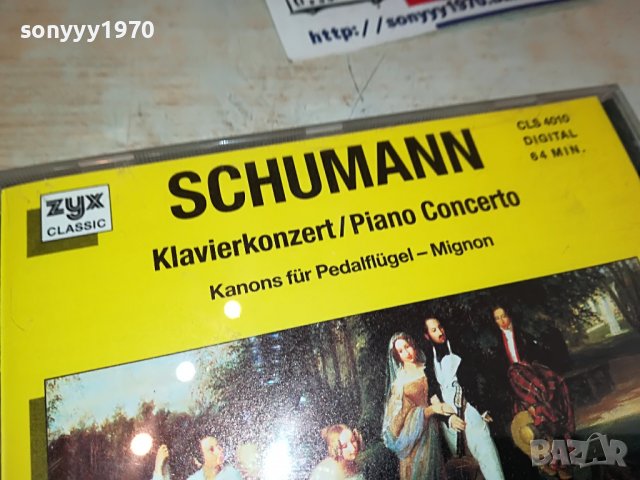 sonyyy1970
http://sonyyy1970.
CLS 4010
DIGITAL
64 MIN.
SCHUMANN
zyx
CLASSIC
Klavierkonzert/Piano Concerto
Kanons für Pedalflügel – Mignon
BAZAR